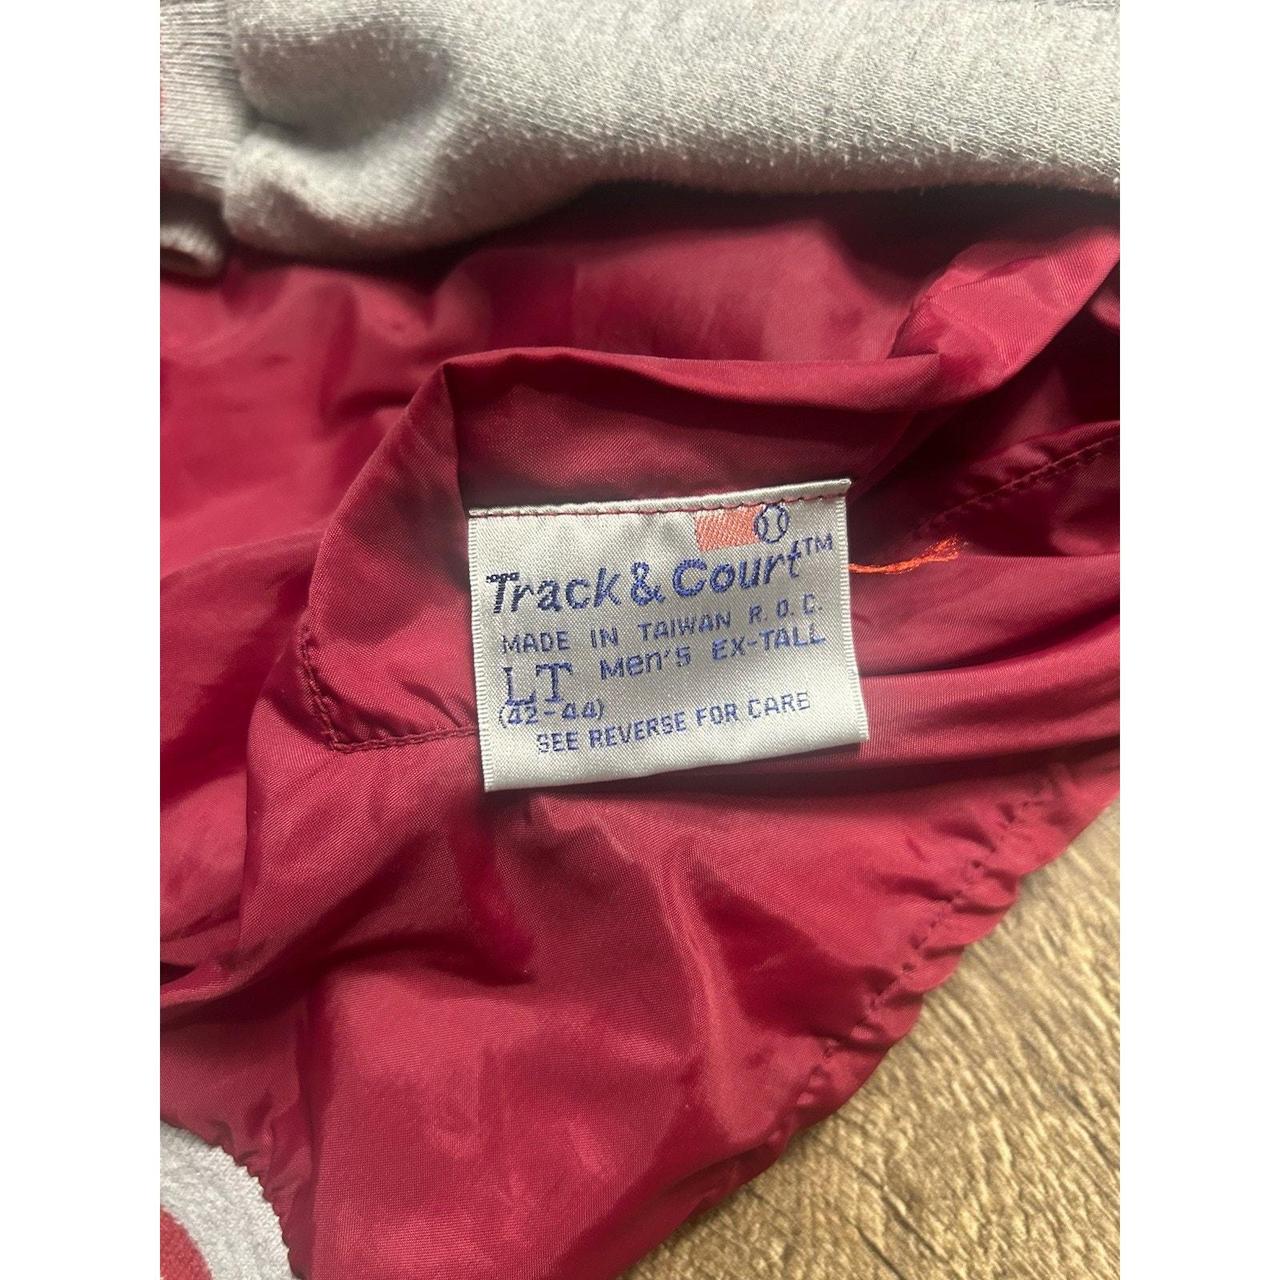 Track & Court™
MADE IN TAIWAN R.O.C.
LT Men's EX-TALL
(42-44)
SEE REVERSE FOR CARE